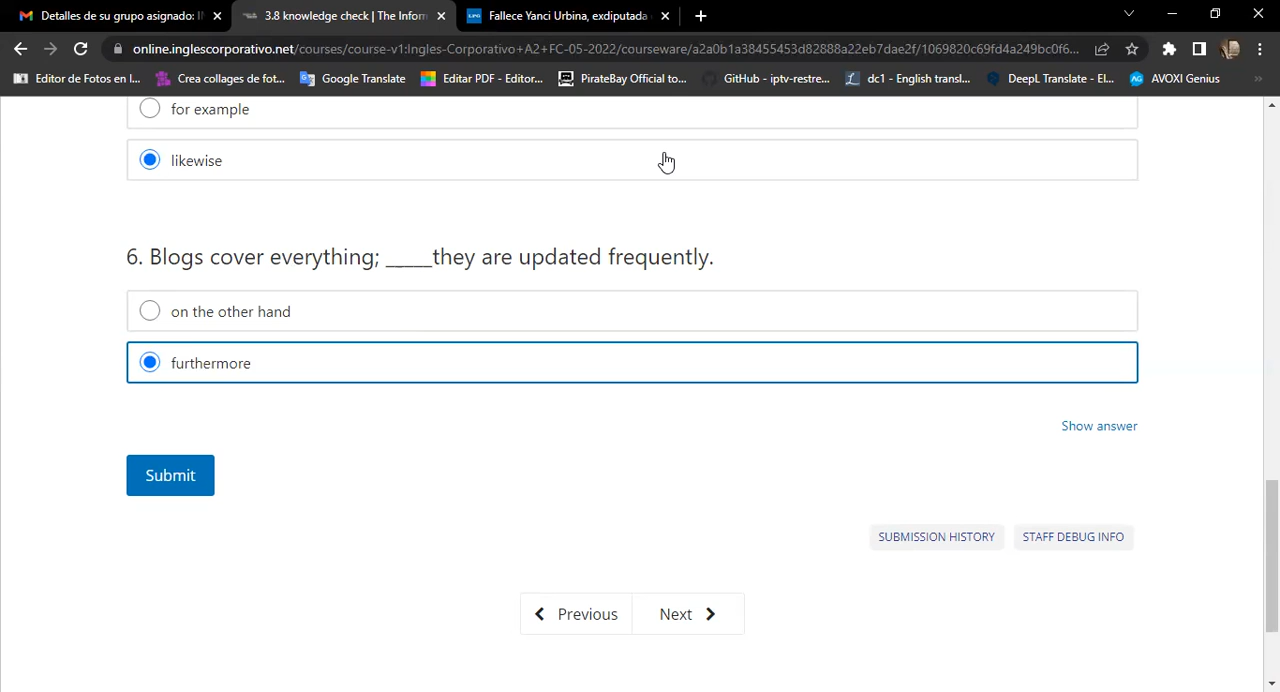 Detalles de su grupo asignado: I
3.8 knowledge check | The Inform
Fallece Yanci Urbina, exdiputada
online.inglescorporativo.net/courses/course-v1:Ingles-Corporativo+A2+FC-05-2022/courseware/a2a0b1a38455453d82888a22eb7dae2f/1069820c69fd4a249bc0f6...
Editor de Fotos en l...
Crea collages de fot...
Google Translate
Editar PDF - Editor...
PirateBay Official to...
GitHub - iptv-restre...
dc1 - English transl...
DeepL Translate - El...
AVOXI Genius
for example
likewise
6. Blogs cover everything; _____they are updated frequently.
on the other hand
furthermore
Show answer
Submit
SUBMISSION HISTORY
STAFF DEBUG INFO
Previous
Next